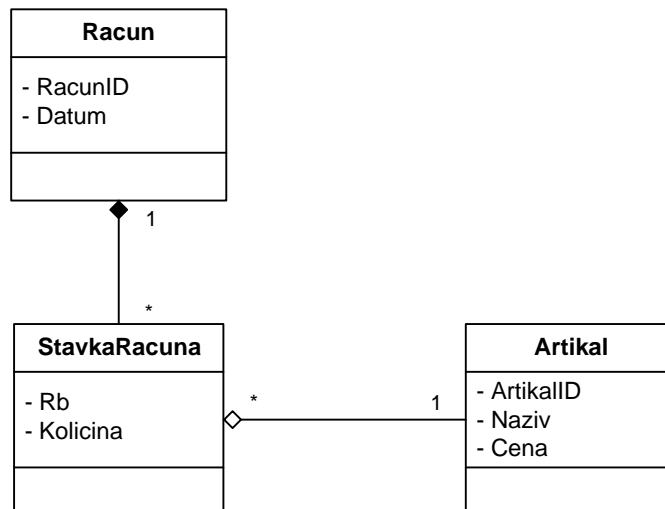 Racun
- RacunID
- Datum
1
*
StavkaRacuna
- Rb
- Kolicina
*
1
Artikal
- ArtikalID
- Naziv
- Cena